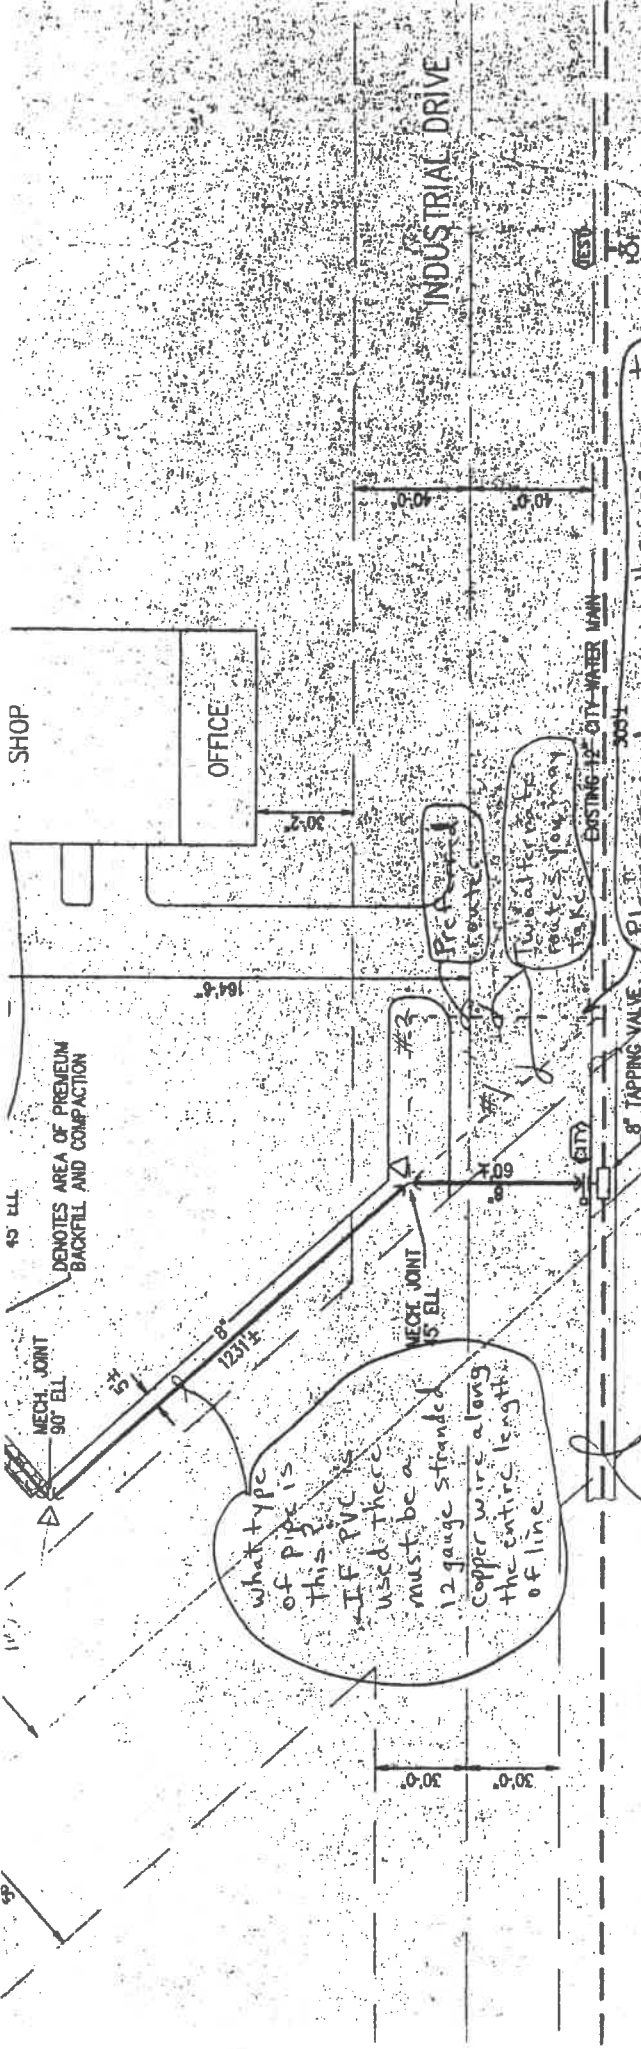 INDUSTRIAL DRIVE
TEST
40'-0"
40'-0"
SHOP
OFFICE
EXISTING 12" CITY WATER MAIN
303'±
30'-2"
Preferred
route.
Two alternate
routes you may
take.
164'-6"
8" TAPPING VALVE
#2
#1
DENOTES AREA OF PREMEUM
BACKFILL AND COMPACTION
45° ELL
CITY
60'±
8"
MECH. JOINT
45° ELL
8"
1231'±
5'±
MECH. JOINT
90° ELL
What type
of pipe is
this?
If PVC is
used there
must be a
12 gauge stranded
copper wire along
the entire length
of line.
30'-0"
30'-0"